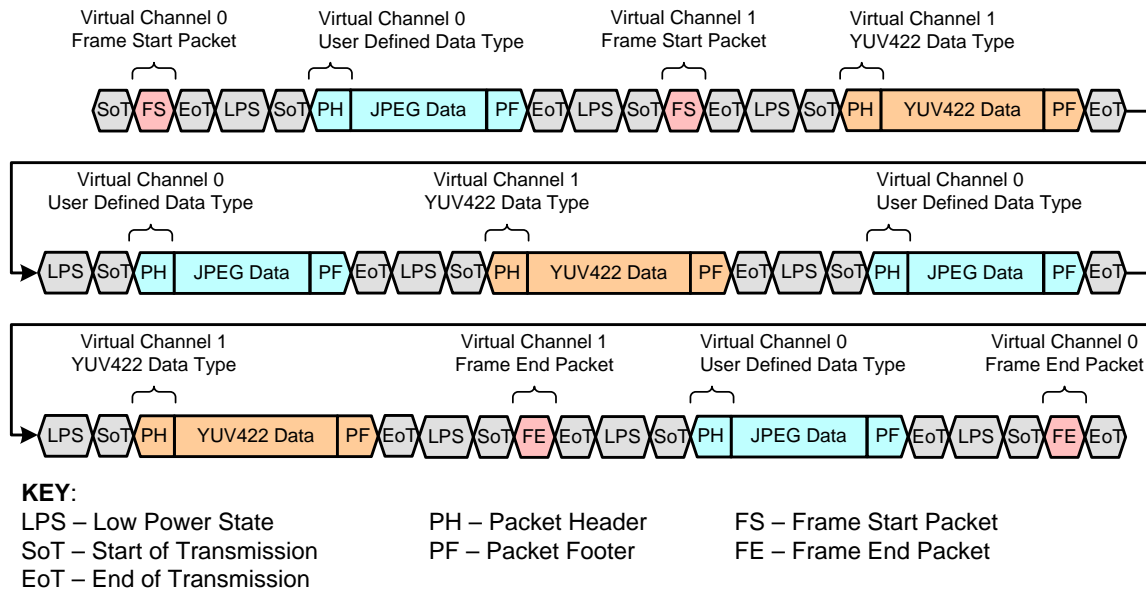 Virtual Channel 0
Frame Start Packet
Virtual Channel 0
User Defined Data Type
Virtual Channel 1
Frame Start Packet
Virtual Channel 1
YUV422 Data Type
SoT FS EoT LPS SoT PH JPEG Data PF EoT LPS SoT FS EoT LPS SoT PH YUV422 Data PF EoT
Virtual Channel 0
User Defined Data Type
Virtual Channel 1
YUV422 Data Type
Virtual Channel 0
User Defined Data Type
LPS SoT PH JPEG Data PF EoT LPS SoT PH YUV422 Data PF EoT LPS SoT PH JPEG Data PF EoT
Virtual Channel 1
YUV422 Data Type
Virtual Channel 1
Frame End Packet
Virtual Channel 0
User Defined Data Type
Virtual Channel 0
Frame End Packet
LPS SoT PH YUV422 Data PF EoT LPS SoT FE EoT LPS SoT PH JPEG Data PF EoT LPS SoT FE EoT
KEY:
LPS – Low Power State
SoT – Start of Transmission
EoT – End of Transmission
PH – Packet Header
PF – Packet Footer
FS – Frame Start Packet
FE – Frame End Packet